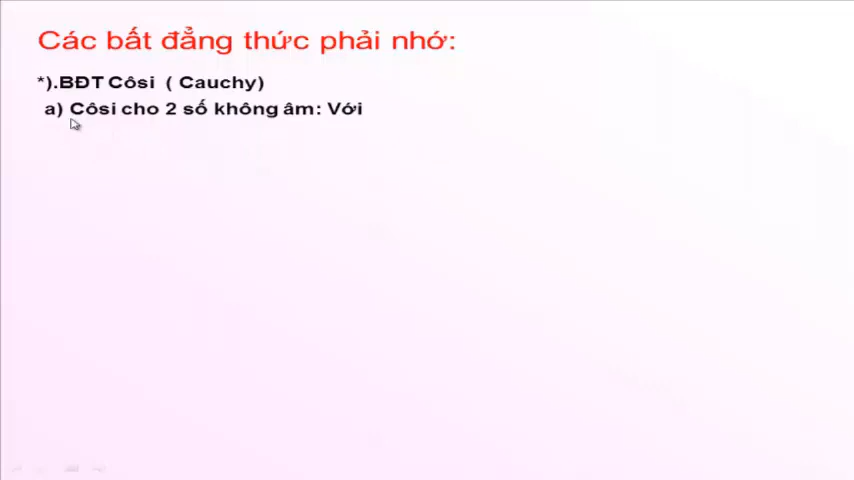 Các bất đẳng thức phải nhớ:
*).BĐT Côsi ( Cauchy)
a) Côsi cho 2 số không âm: Với